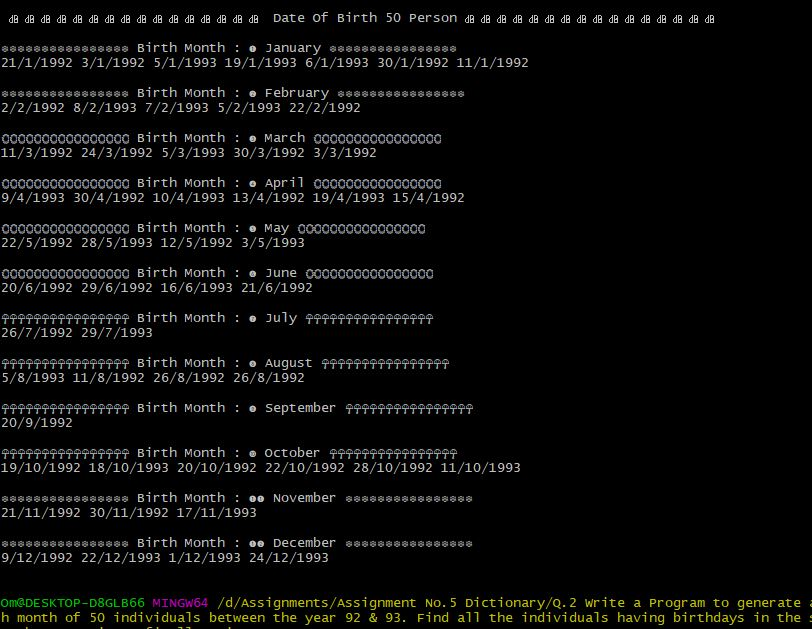 Date Of Birth 50 Person
Birth Month : January
21/1/1992 3/1/1992 5/1/1993 19/1/1993 6/1/1993 30/1/1992 11/1/1992
Birth Month : February
2/2/1992 8/2/1993 7/2/1993 5/2/1993 22/2/1992
Birth Month : March
11/3/1992 24/3/1992 5/3/1993 30/3/1992 3/3/1992
Birth Month : April
9/4/1993 30/4/1992 10/4/1993 13/4/1992 19/4/1993 15/4/1992
Birth Month : May
22/5/1992 28/5/1993 12/5/1992 3/5/1993
Birth Month : June
20/6/1992 29/6/1992 16/6/1993 21/6/1992
Birth Month : July
26/7/1992 29/7/1993
Birth Month : August
5/8/1993 11/8/1992 26/8/1992 26/8/1992
Birth Month : September
20/9/1992
Birth Month : October
19/10/1992 18/10/1993 20/10/1992 22/10/1992 28/10/1992 11/10/1993
Birth Month : November
21/11/1992 30/11/1992 17/11/1993
Birth Month : December
9/12/1992 22/12/1993 1/12/1993 24/12/1993
Om@DESKTOP-D8GLB66 MINGW64 /d/Assignments/Assignment No.5 Dictionary/Q.2 Write a Program to generate a
h month of 50 individuals between the year 92 & 93. Find all the individuals having birthdays in the s